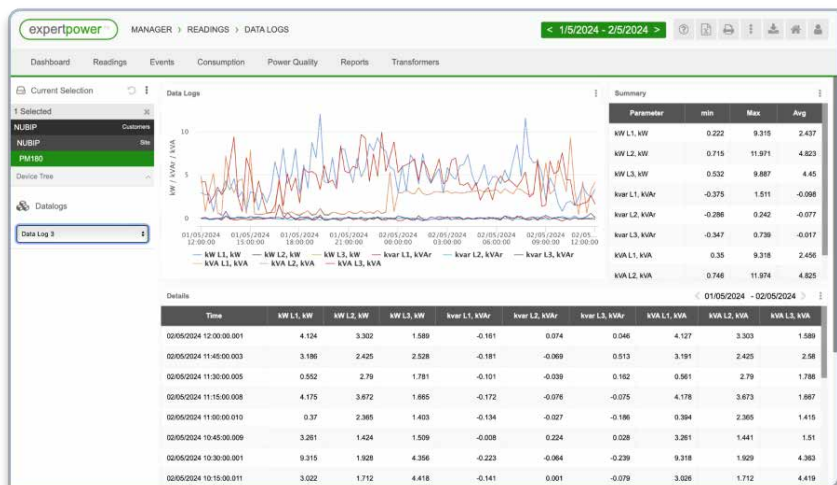 expertpower™ MANAGER > READINGS > DATA LOGS < 1/5/2024 - 2/5/2024 >
Dashboard Readings Events Consumption Power Quality Reports Transformers
Current Selection
1 Selected
NUBIP Customers
NUBIP Site
PM180
Device Tree
Datalogs
Data Log 3
Data Logs
kW / kVAr / kVA
10
5
0
01/05/2024 01/05/2024 01/05/2024 01/05/2024 02/05/2024 02/05/2024 02/05/2024 02/05/2024 02/05...
12:00:00 15:00:00 18:00:00 21:00:00 00:00:00 03:00:00 06:00:00 09:00:00 12:00:00
kW L1, kW kW L2, kW kW L3, kW kvar L1, kVAr kvar L2, kVAr kvar L3, kVAr
kVA L1, kVA kVA L2, kVA kVA L3, kVA
Summary
Parameter min Max Avg
kW L1, kW 0.222 9.315 2.437
kW L2, kW 0.715 11.971 4.823
kW L3, kW 0.532 9.887 4.45
kvar L1, kVAr -0.375 1.511 -0.098
kvar L2, kVAr -0.286 0.242 -0.077
kvar L3, kVAr -0.347 0.739 -0.017
kVA L1, kVA 0.35 9.318 2.456
kVA L2, kVA 0.746 11.974 4.825
Details < 01/05/2024 - 02/05/2024 >
Time kW L1, kW kW L2, kW kW L3, kW kvar L1, kVAr kvar L2, kVAr kvar L3, kVAr kVA L1, kVA kVA L2, kVA kVA L3, kVA
02/05/2024 12:00:00.001 4.124 3.302 1.589 -0.161 0.074 0.046 4.127 3.303 1.589
02/05/2024 11:45:00.003 3.186 2.425 2.528 -0.181 -0.069 0.513 3.191 2.425 2.58
02/05/2024 11:30:00.005 0.552 2.79 1.781 -0.101 -0.039 0.162 0.561 2.79 1.788
02/05/2024 11:15:00.008 4.175 3.672 1.665 -0.172 -0.076 -0.075 4.178 3.673 1.667
02/05/2024 11:00:00.010 0.37 2.365 1.403 -0.134 -0.027 -0.186 0.394 2.365 1.415
02/05/2024 10:45:00.009 3.261 1.424 1.509 -0.008 0.224 0.028 3.261 1.441 1.51
02/05/2024 10:30:00.001 9.315 1.928 4.356 -0.223 -0.064 -0.239 9.318 1.929 4.363
02/05/2024 10:15:00.011 3.022 1.712 4.418 -0.141 0.001 -0.079 3.026 1.712 4.419